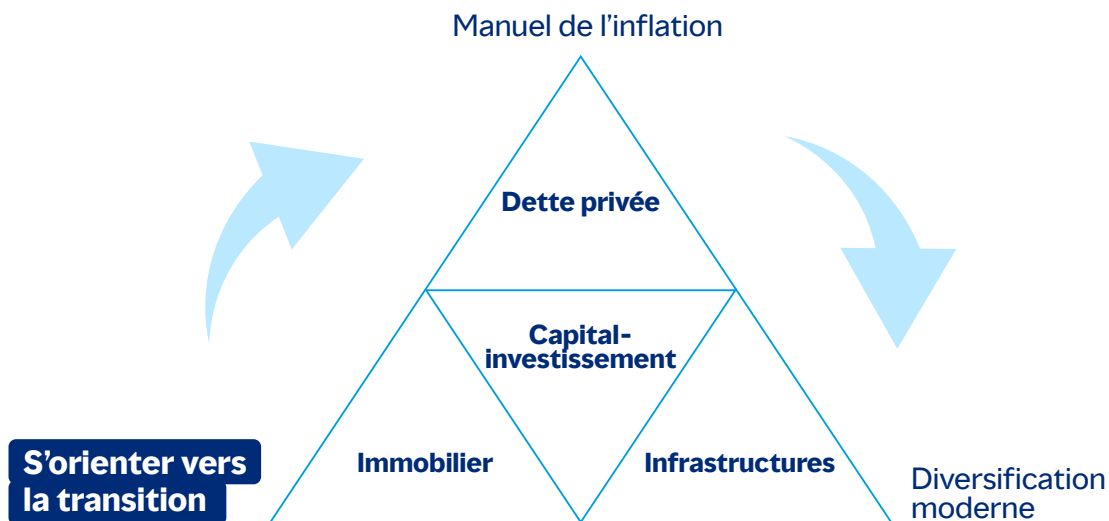 Manuel de l’inflation
Dette privée
Capital-
investissement
Immobilier
Infrastructures
S’orienter vers
la transition
Diversification
moderne